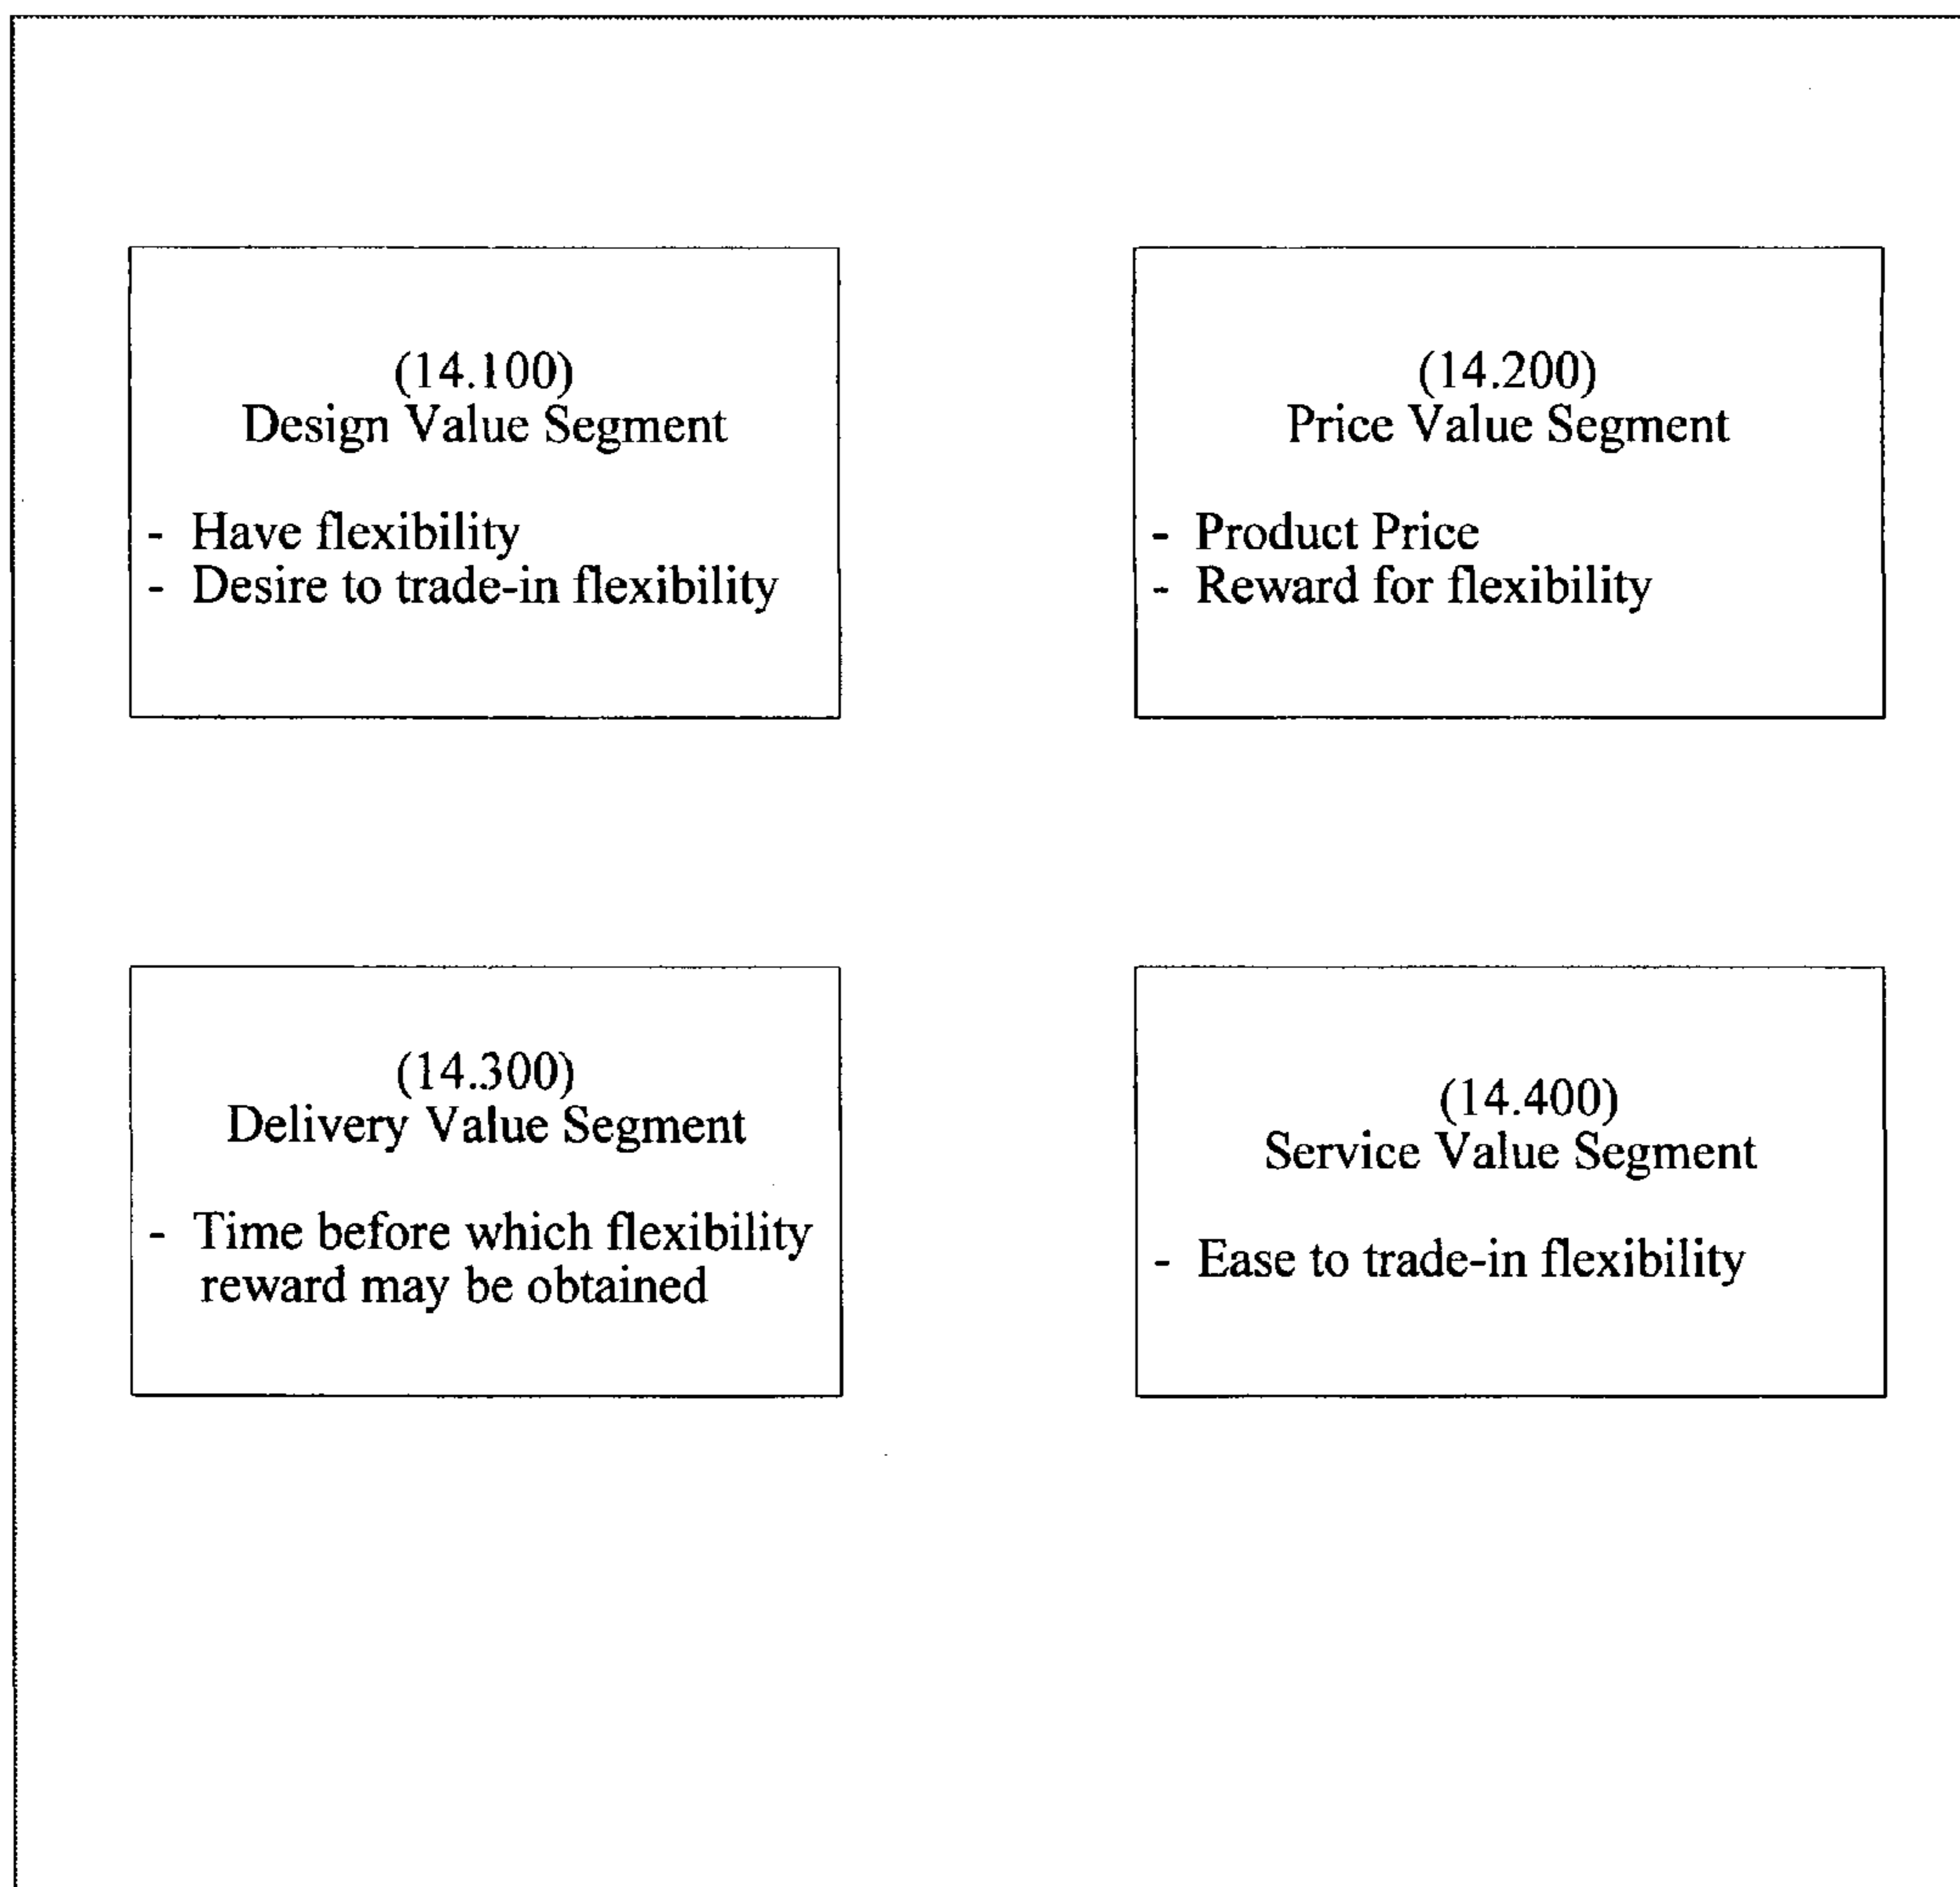 (14.100)
Design Value Segment
- Have flexibility
- Desire to trade-in flexibility
(14.200)
Price Value Segment
- Product Price
- Reward for flexibility
(14.300)
Delivery Value Segment
- Time before which flexibility
reward may be obtained
(14.400)
Service Value Segment
- Ease to trade-in flexibility